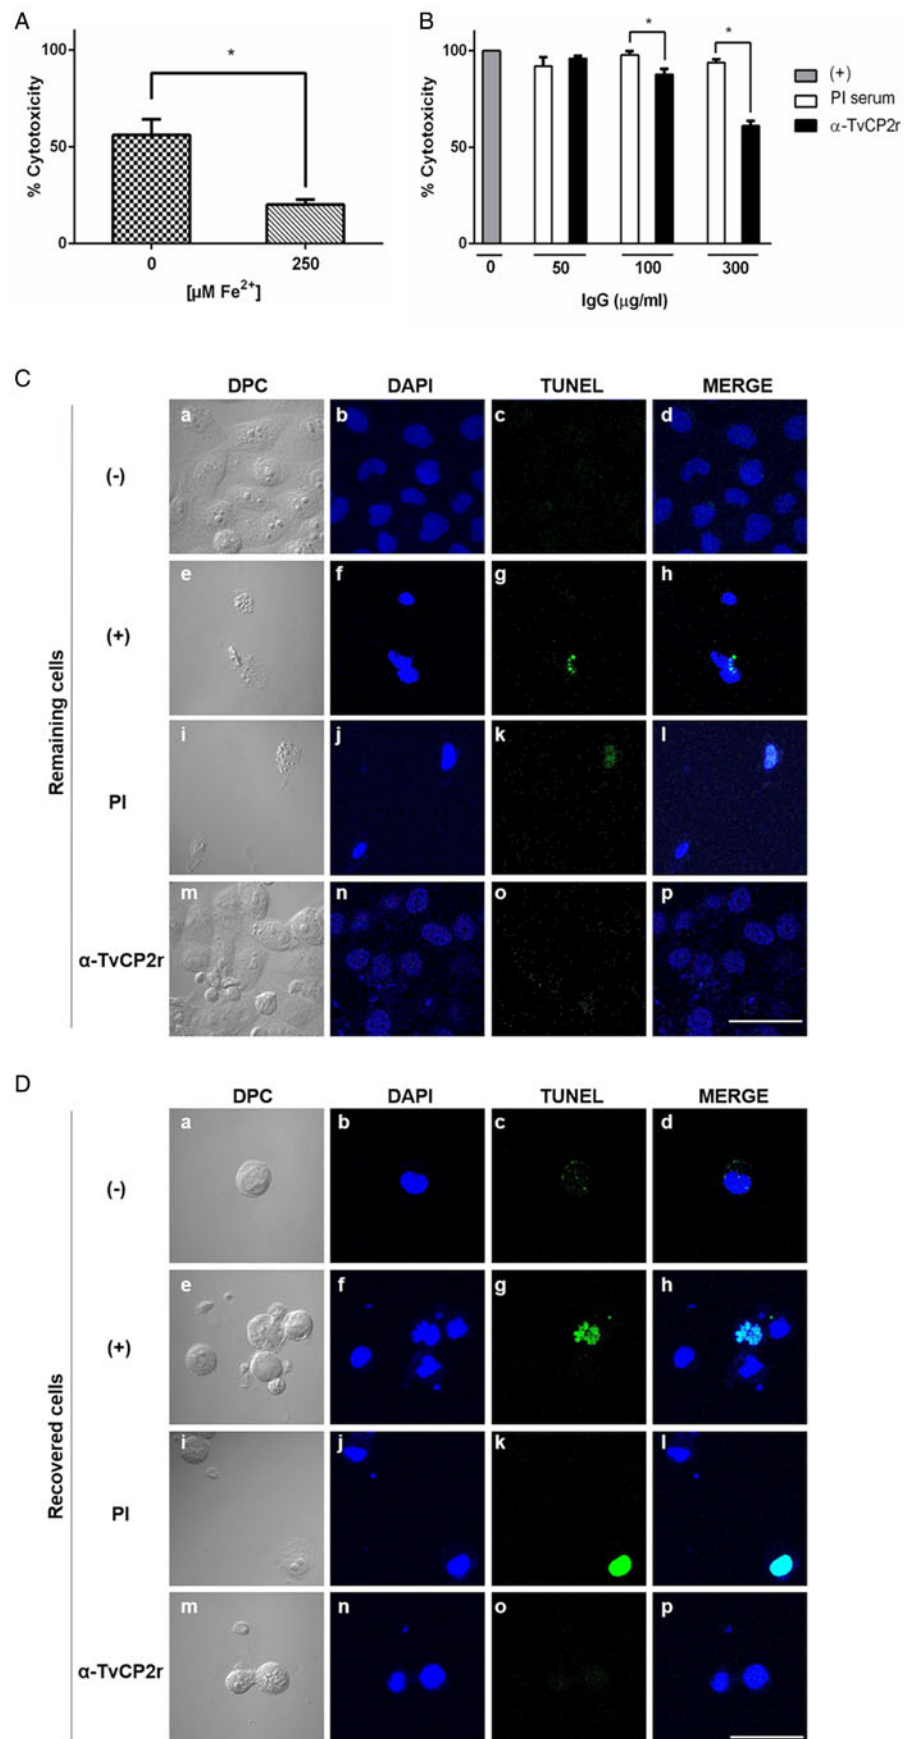 A
% Cytotoxicity
100
50
0
*
0 250
[µM Fe2+]
B
% Cytotoxicity
100
50
0
* *
0 50 100 300
IgG (µg/ml)
(+)
PI serum
α-TvCP2r
C
DPC DAPI TUNEL MERGE
Remaining cells
(-)
a b c d
(+)
e f g h
PI
i j k l
α-TvCP2r
m n o p
D
DPC DAPI TUNEL MERGE
Recovered cells
(-)
a b c d
(+)
e f g h
PI
i j k l
α-TvCP2r
m n o p